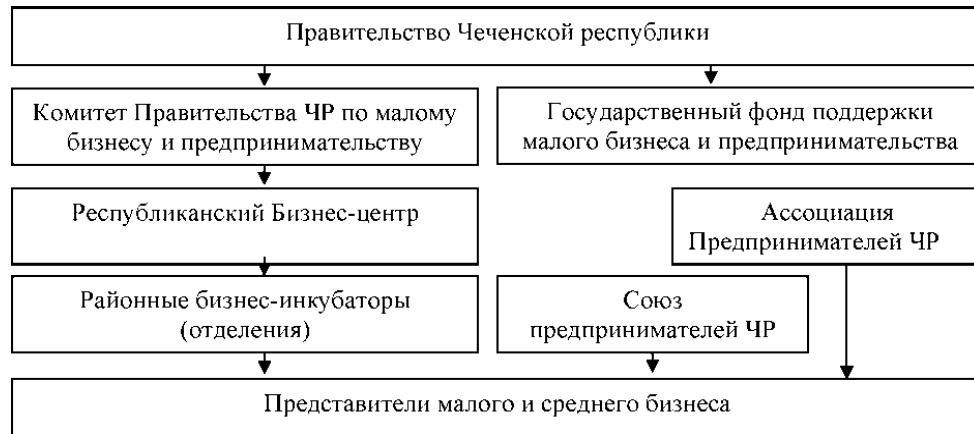 Правительство Чеченской республики
Комитет Правительства ЧР по малому
бизнесу и предпринимательству
Государственный фонд поддержки
малого бизнеса и предпринимательства
Республиканский Бизнес-центр
Ассоциация
Предпринимателей ЧР
Районные бизнес-инкубаторы
(отделения)
Союз
предпринимателей ЧР
Представители малого и среднего бизнеса